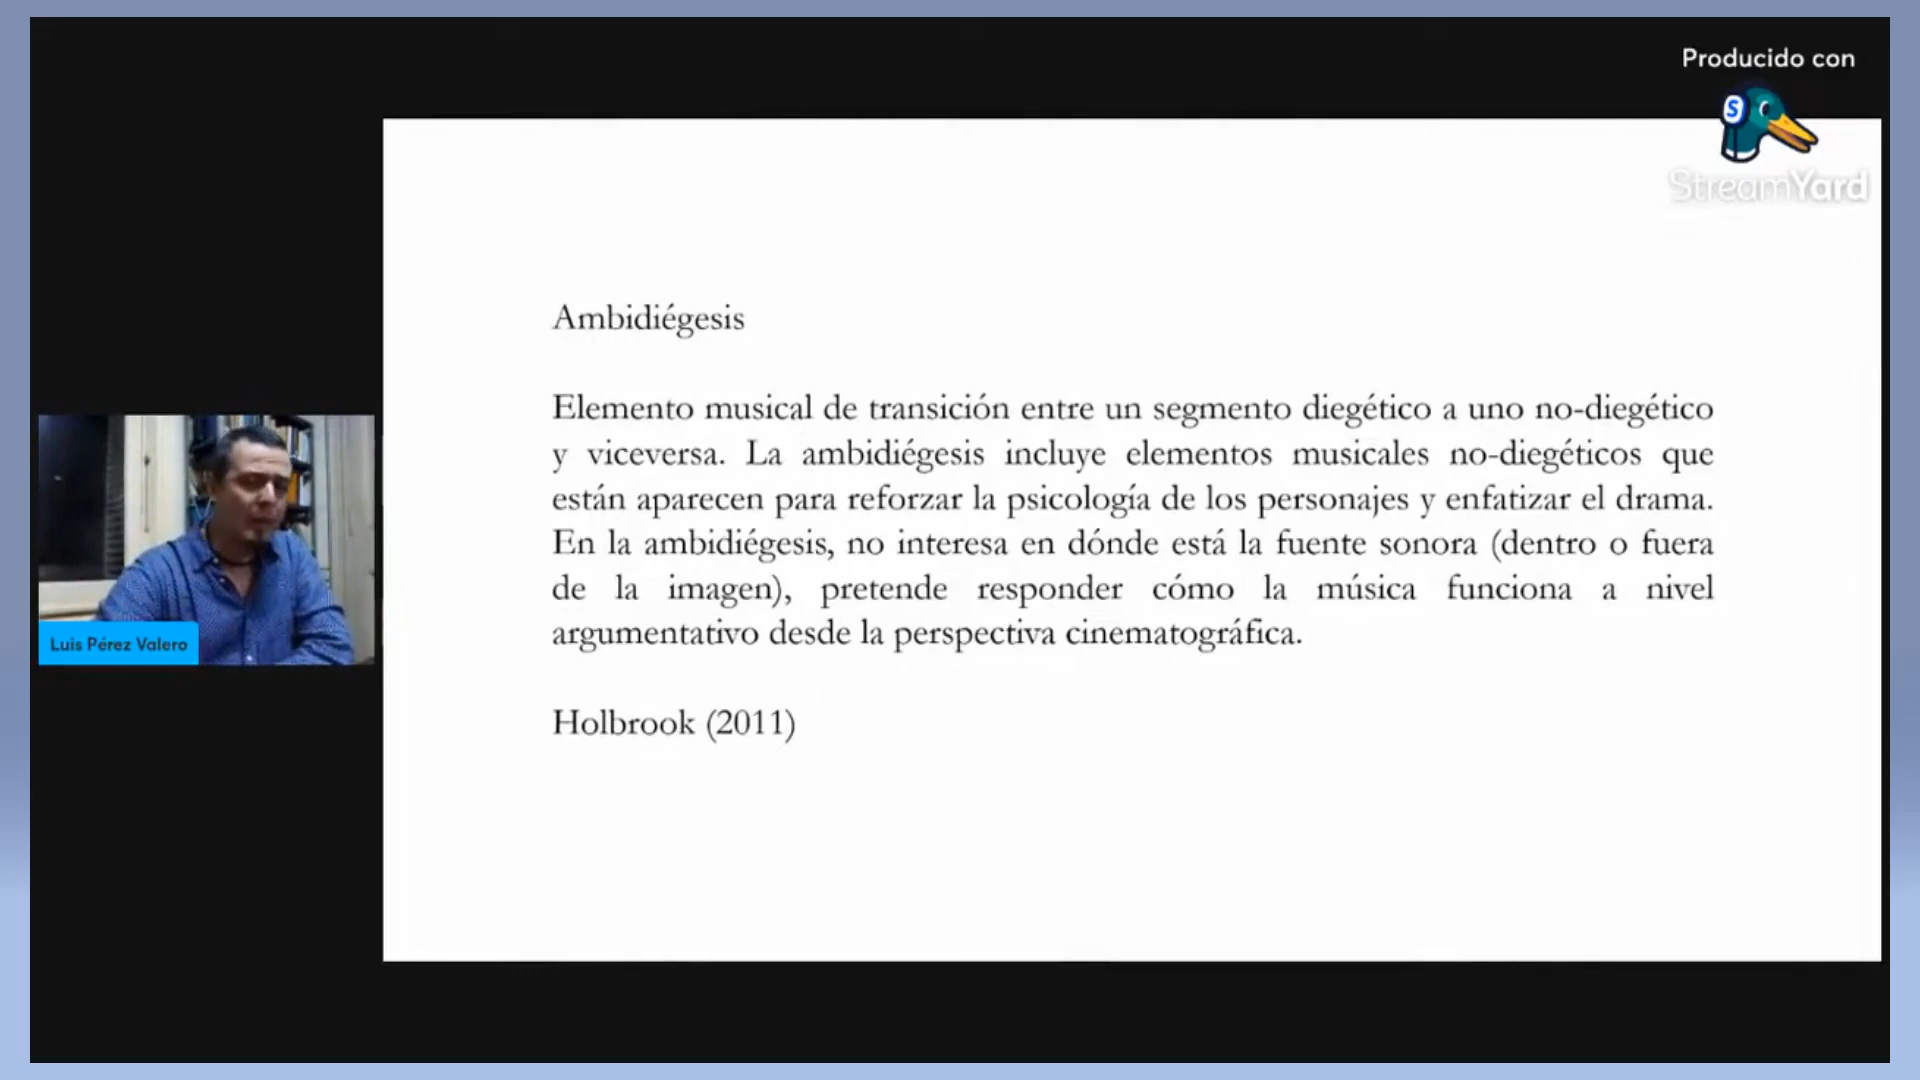 Producido con
StreamYard
Ambidiégesis
Elemento musical de transición entre un segmento diegético a uno no-diegético
y viceversa. La ambidiégesis incluye elementos musicales no-diegéticos que
están aparecen para reforzar la psicología de los personajes y enfatizar el drama.
En la ambidiégesis, no interesa en dónde está la fuente sonora (dentro o fuera
de la imagen), pretende responder cómo la música funciona a nivel
argumentativo desde la perspectiva cinematográfica.
Holbrook (2011)
Luis Pérez Valero